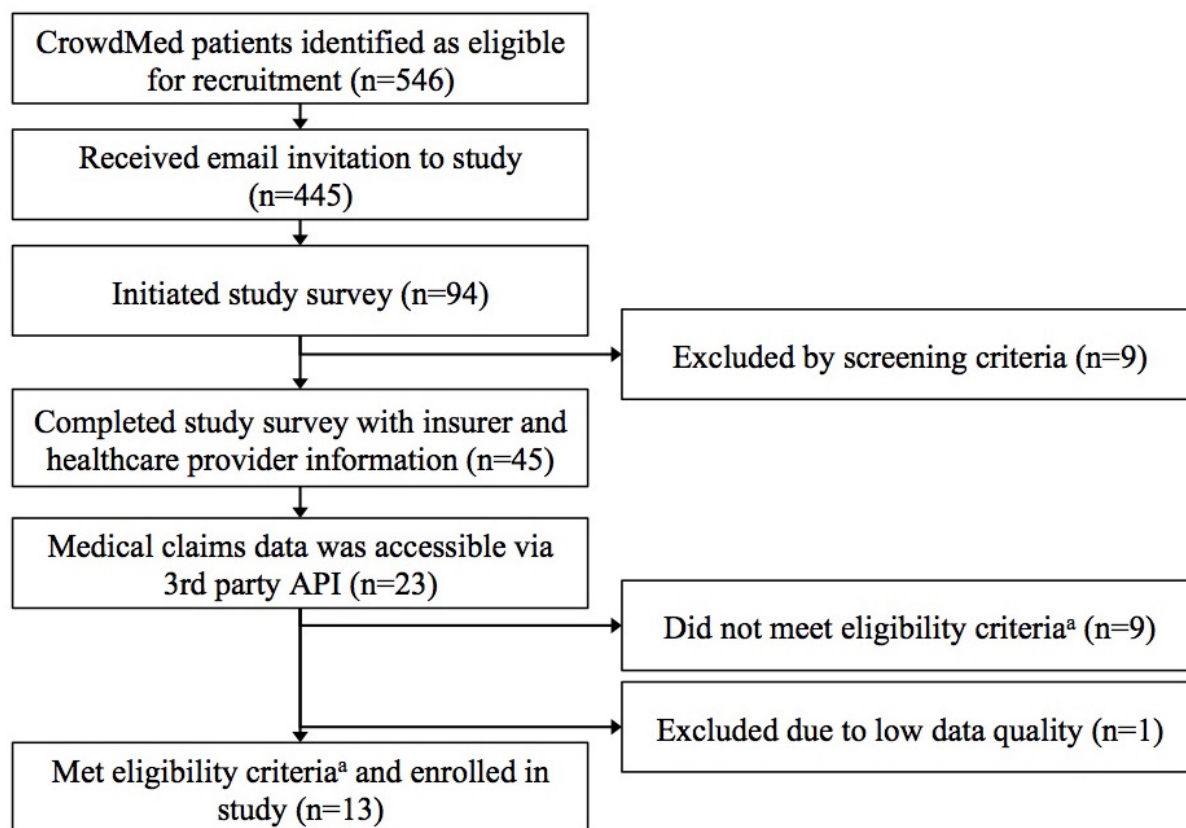 CrowdMed patients identified as eligible
for recruitment (n=546)
Received email invitation to study
(n=445)
Initiated study survey (n=94)
Excluded by screening criteria (n=9)
Completed study survey with insurer and
healthcare provider information (n=45)
Medical claims data was accessible via
3rd party API (n=23)
Did not meet eligibility criteriaᵃ (n=9)
Excluded due to low data quality (n=1)
Met eligibility criteriaᵃ and enrolled in
study (n=13)